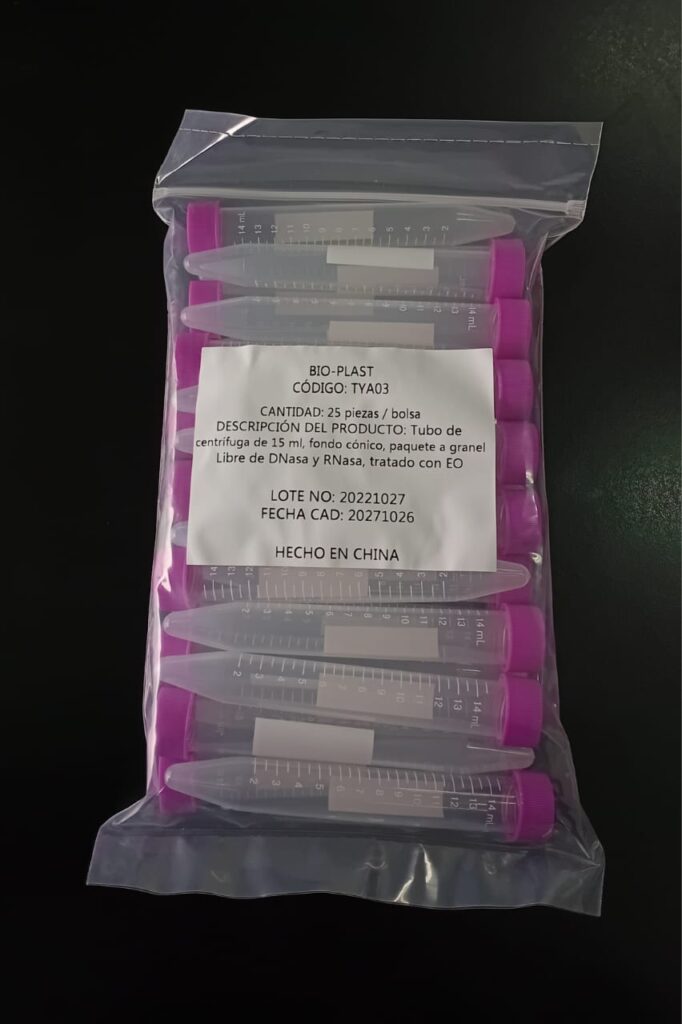 BIO-PLAST
CÓDIGO: TYA03
CANTIDAD: 25 piezas / bolsa
DESCRIPCIÓN DEL PRODUCTO: Tubo de
centrífuga de 15 ml, fondo cónico, paquete a granel
Libre de DNasa y RNasa, tratado con EO
LOTE NO: 20221027
FECHA CAD: 20271026
HECHO EN CHINA